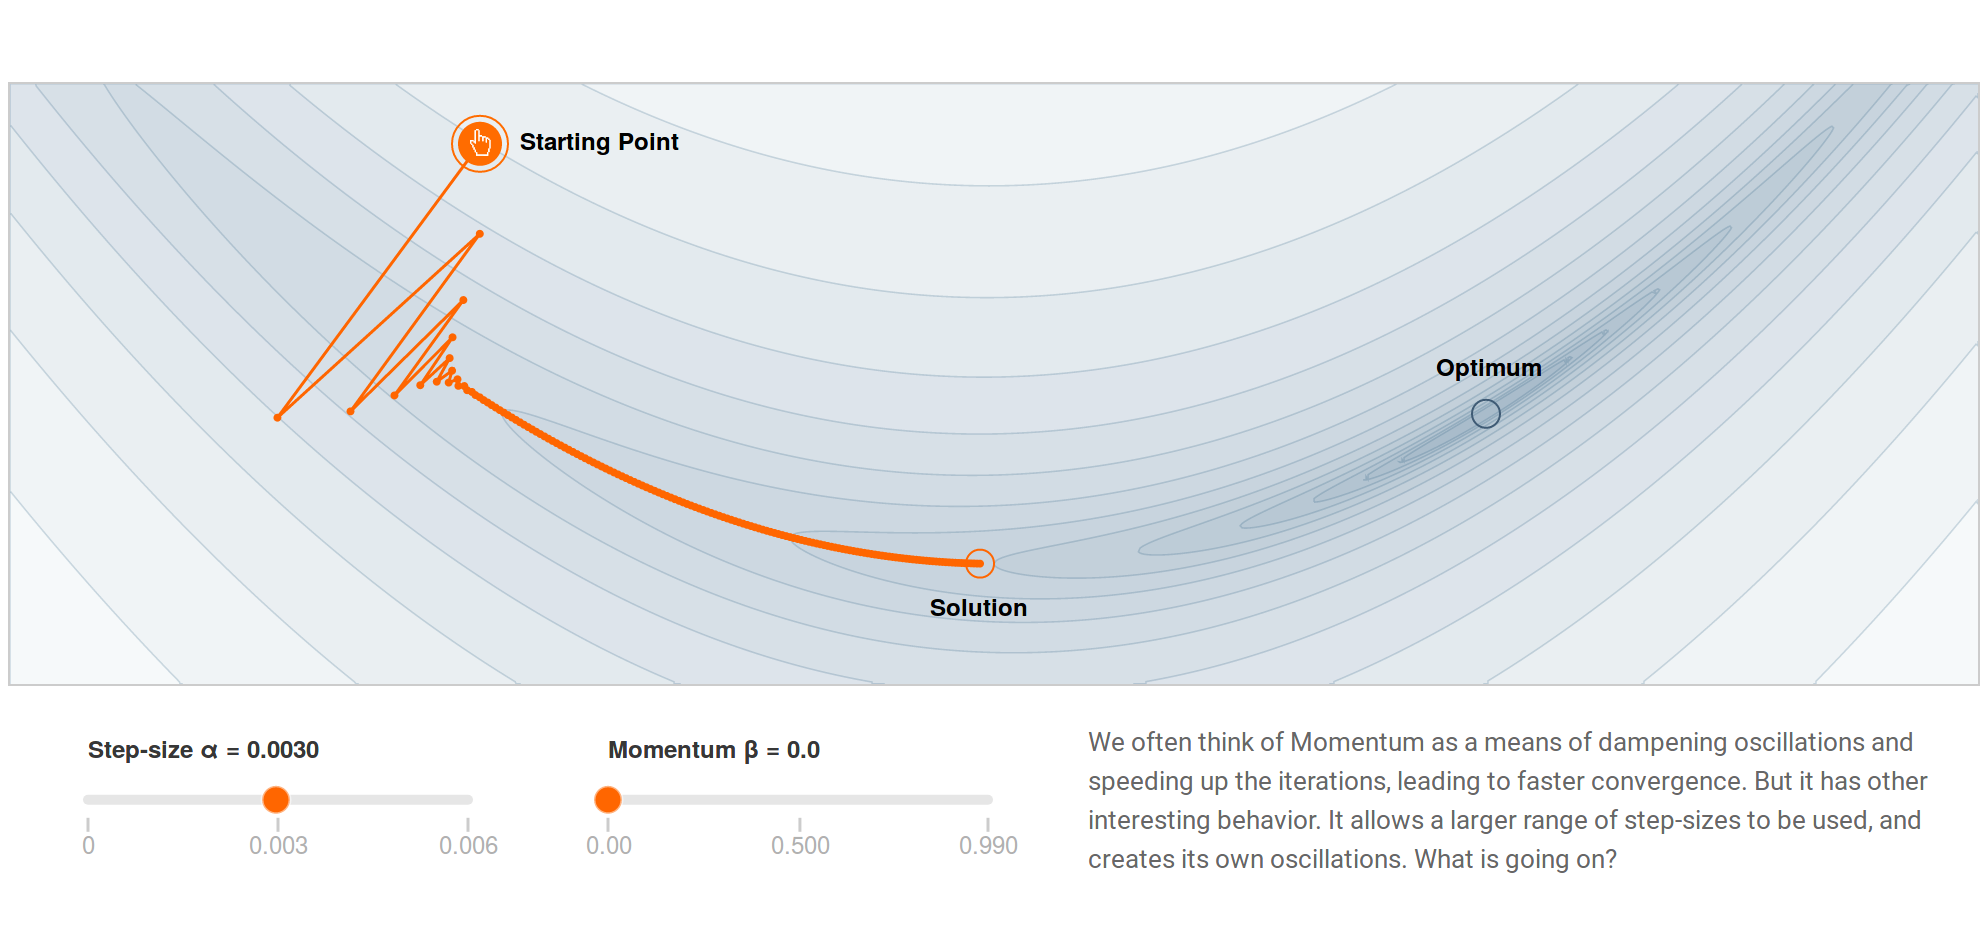 Starting Point
Optimum
Solution
Step-size α = 0.0030
0 0.003 0.006
Momentum β = 0.0
0.00 0.500 0.990
We often think of Momentum as a means of dampening oscillations and
speeding up the iterations, leading to faster convergence. But it has other
interesting behavior. It allows a larger range of step-sizes to be used, and
creates its own oscillations. What is going on?